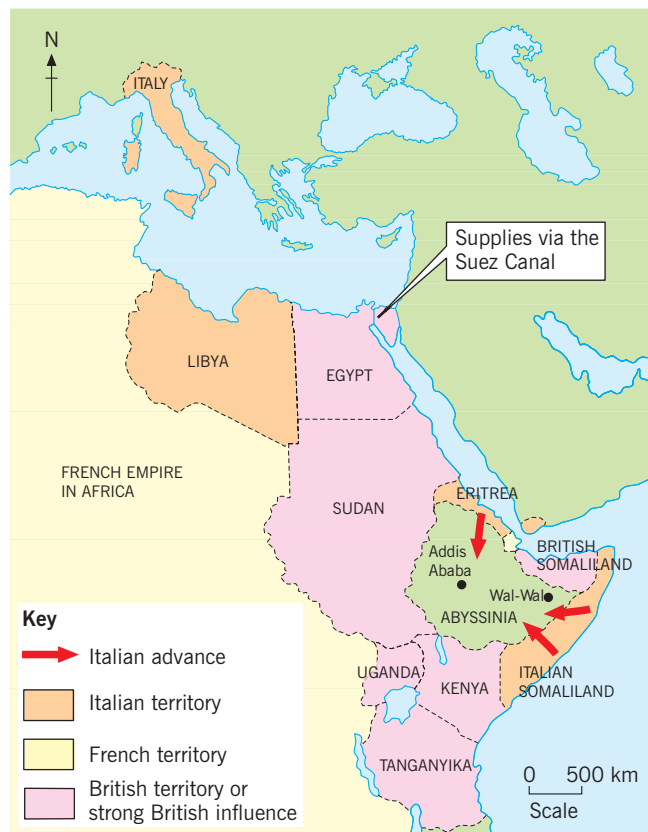 N
ITALY
Supplies via the
Suez Canal
LIBYA
EGYPT
FRENCH EMPIRE
IN AFRICA
SUDAN
ERITREA
Addis
Ababa
BRITISH
SOMALILAND
Wal-Wal
ABYSSINIA
UGANDA
KENYA
ITALIAN
SOMALILAND
TANGANYIKA
Key
Italian advance
Italian territory
French territory
British territory or
strong British influence
0 500 km
Scale